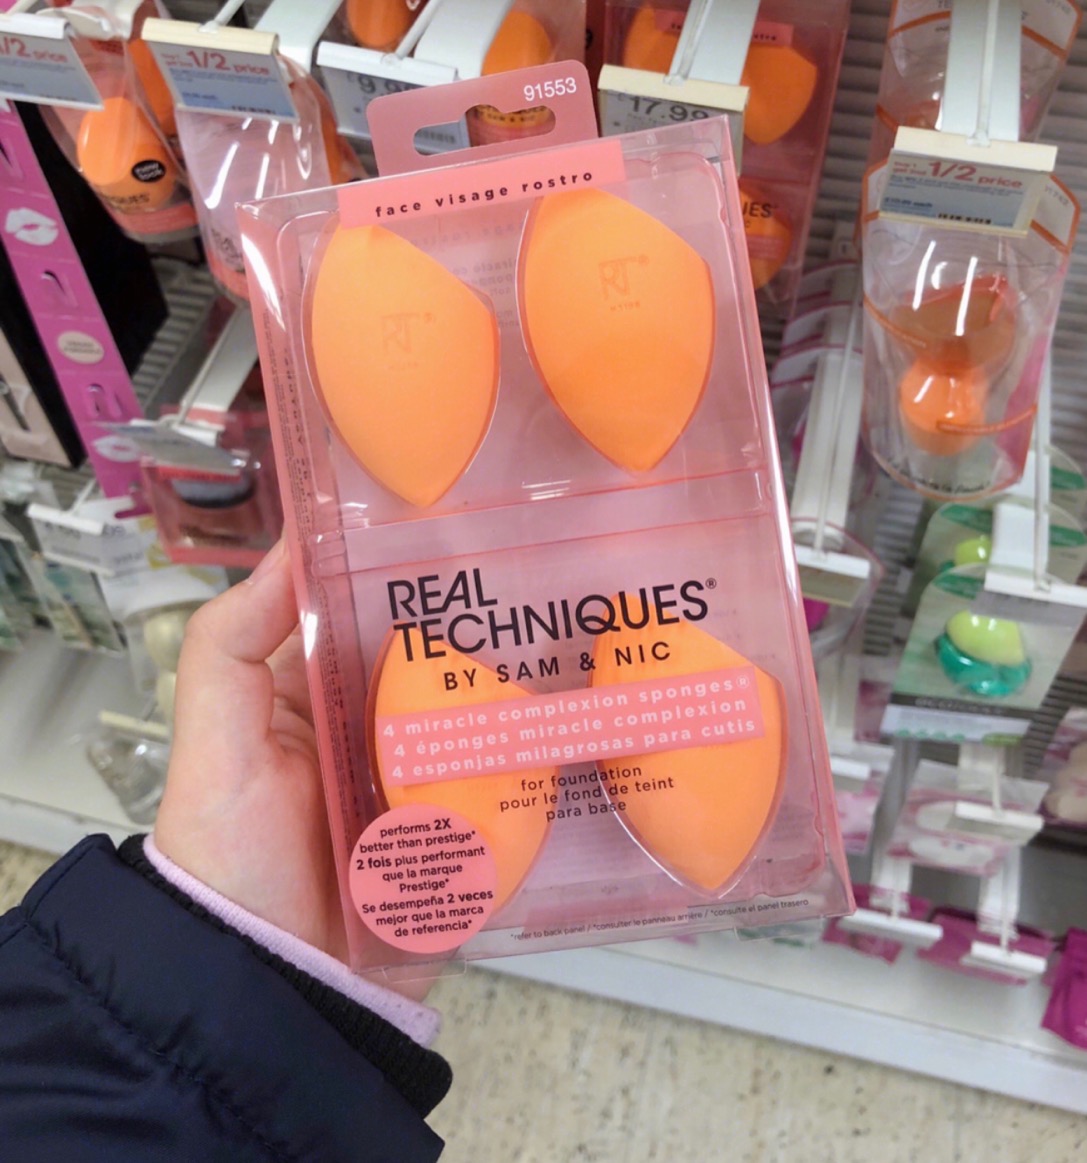 1/2 price
1/2 price
9.99
17.99
1/2 price
91553
face visage rostro
RT®
RT®
REAL
TECHNIQUES®
BY SAM & NIC
4 miracle complexion sponges®
4 éponges miracle complexion
4 esponjas milagrosas para cutis
for foundation
pour le fond de teint
para base
performs 2X
better than prestige*
2 fois plus performant
que la marque
Prestige*
Se desempeña 2 veces
mejor que la marca
de referencia*
*refer to back panel / *consulter le panneau arrière / *consulte el panel trasero